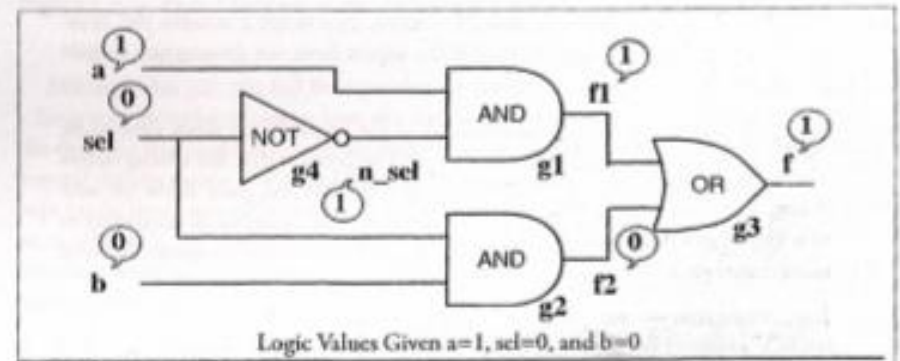 1
a
0
sel
NOT
g4
n_sel
1
0
b
AND
g1
1
f1
AND
g2
0
f2
OR
g3
1
f
Logic Values Given a=1, sel=0, and b=0